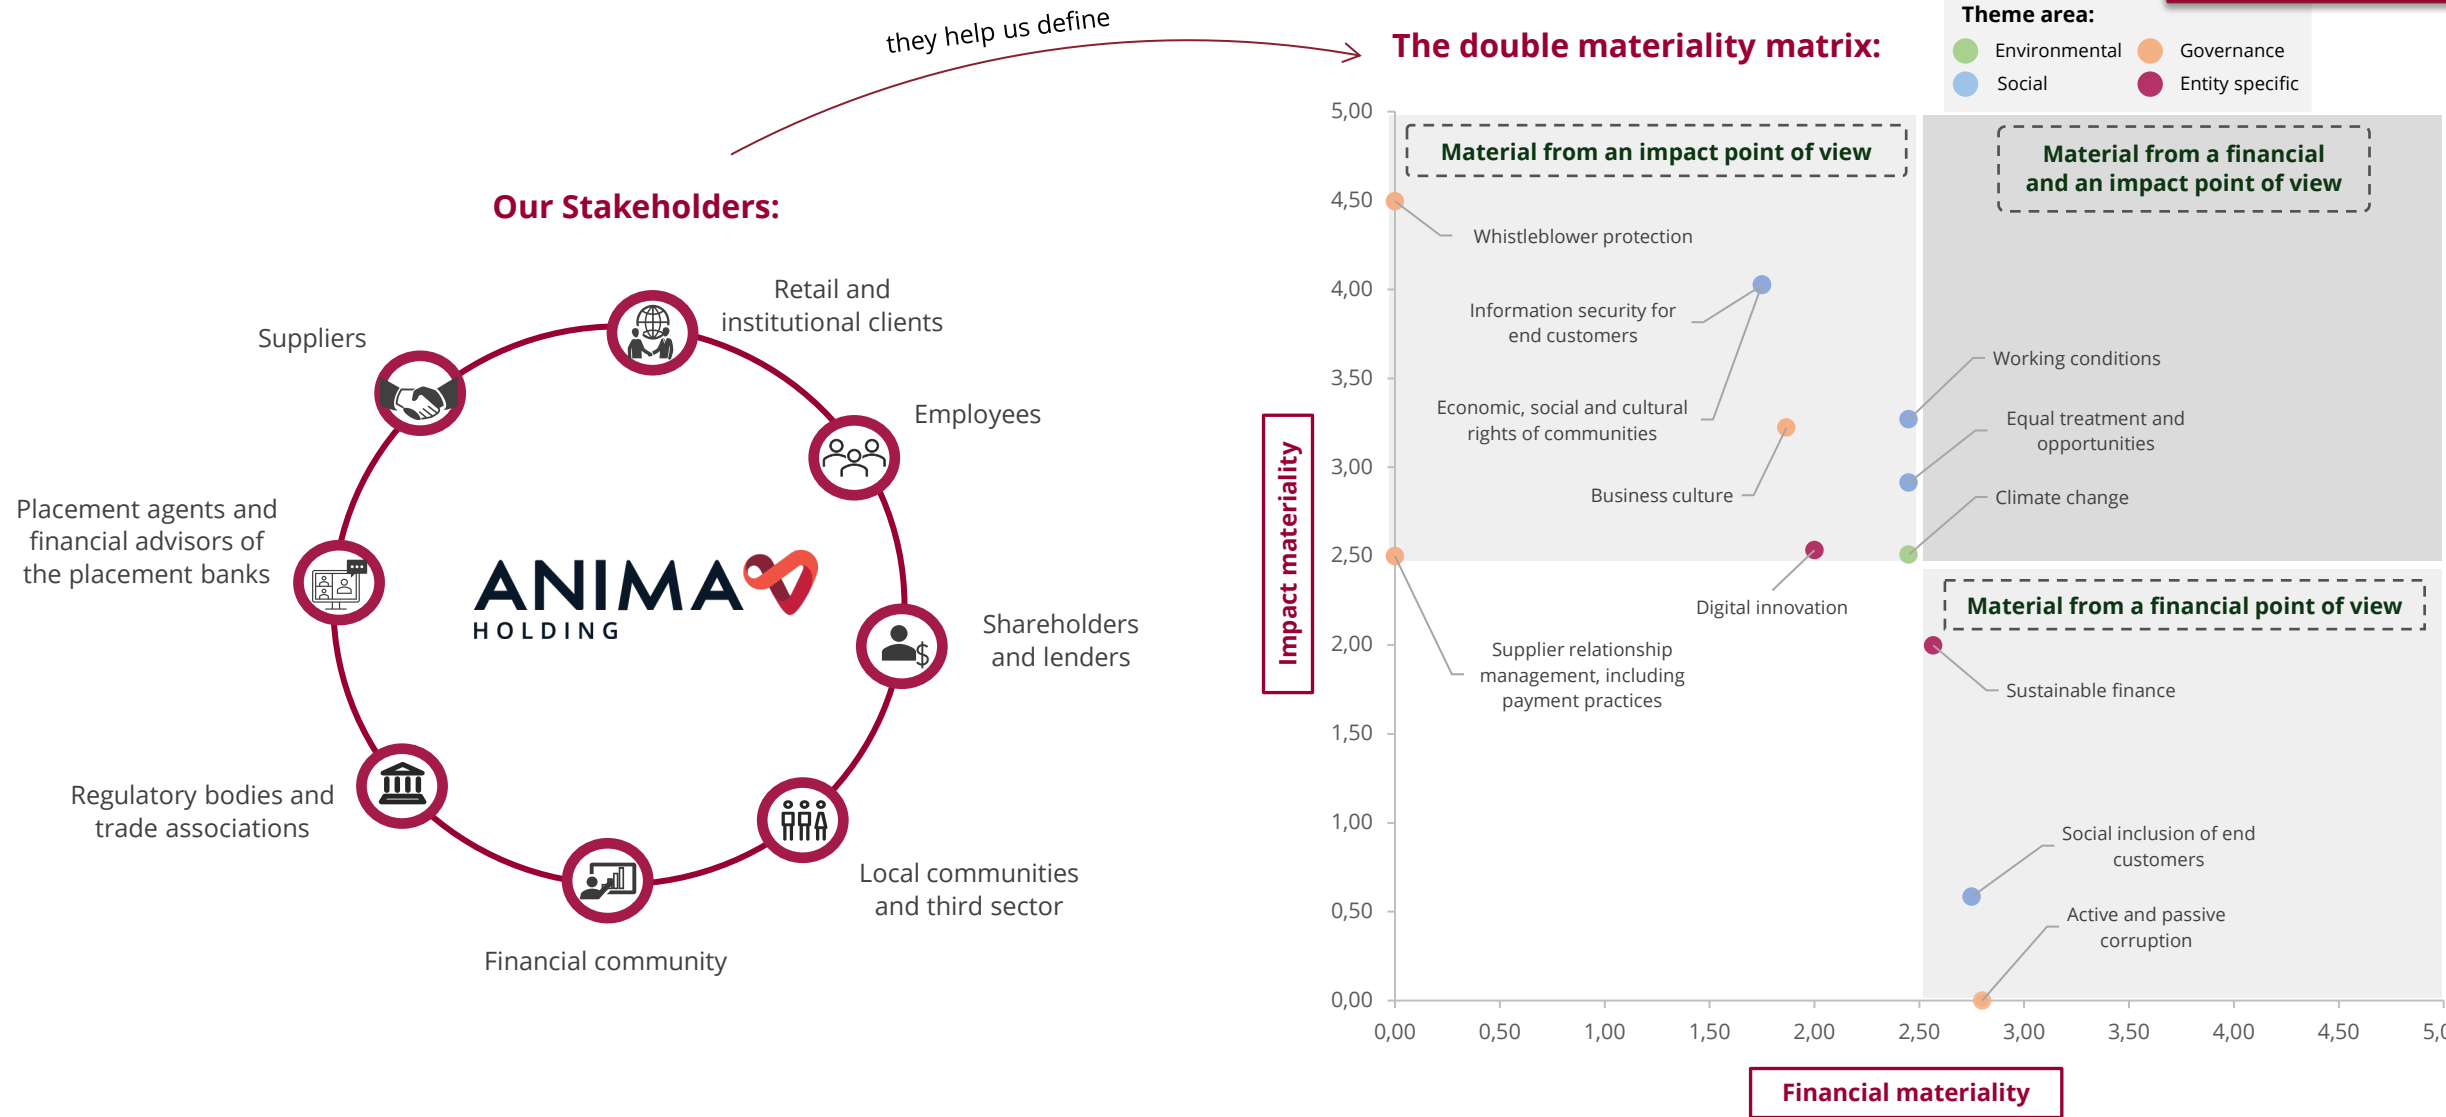 they help us define
Our Stakeholders:
Retail and
institutional clients
Suppliers
Employees
Placement agents and
financial advisors of
the placement banks
ANIMA
HOLDING
Shareholders
and lenders
Regulatory bodies and
trade associations
Local communities
and third sector
Financial community
The double materiality matrix:
Theme area:
Environmental
Governance
Social
Entity specific
Impact materiality
5,00
4,50
4,00
3,50
3,00
2,50
2,00
1,50
1,00
0,50
0,00
Material from an impact point of view
Material from a financial
and an impact point of view
Whistleblower protection
Information security for
end customers
Economic, social and cultural
rights of communities
Business culture
Working conditions
Equal treatment and
opportunities
Climate change
Digital innovation
Supplier relationship
management, including
payment practices
Material from a financial point of view
Sustainable finance
Social inclusion of end
customers
Active and passive
corruption
0,00
0,50
1,00
1,50
2,00
2,50
3,00
3,50
4,00
4,50
Financial materiality